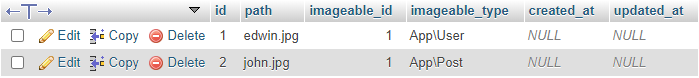 id path imageable_id imageable_type created_at updated_at
Edit Copy Delete 1 edwin.jpg 1 App\User NULL NULL
Edit Copy Delete 2 john.jpg 1 App\Post NULL NULL